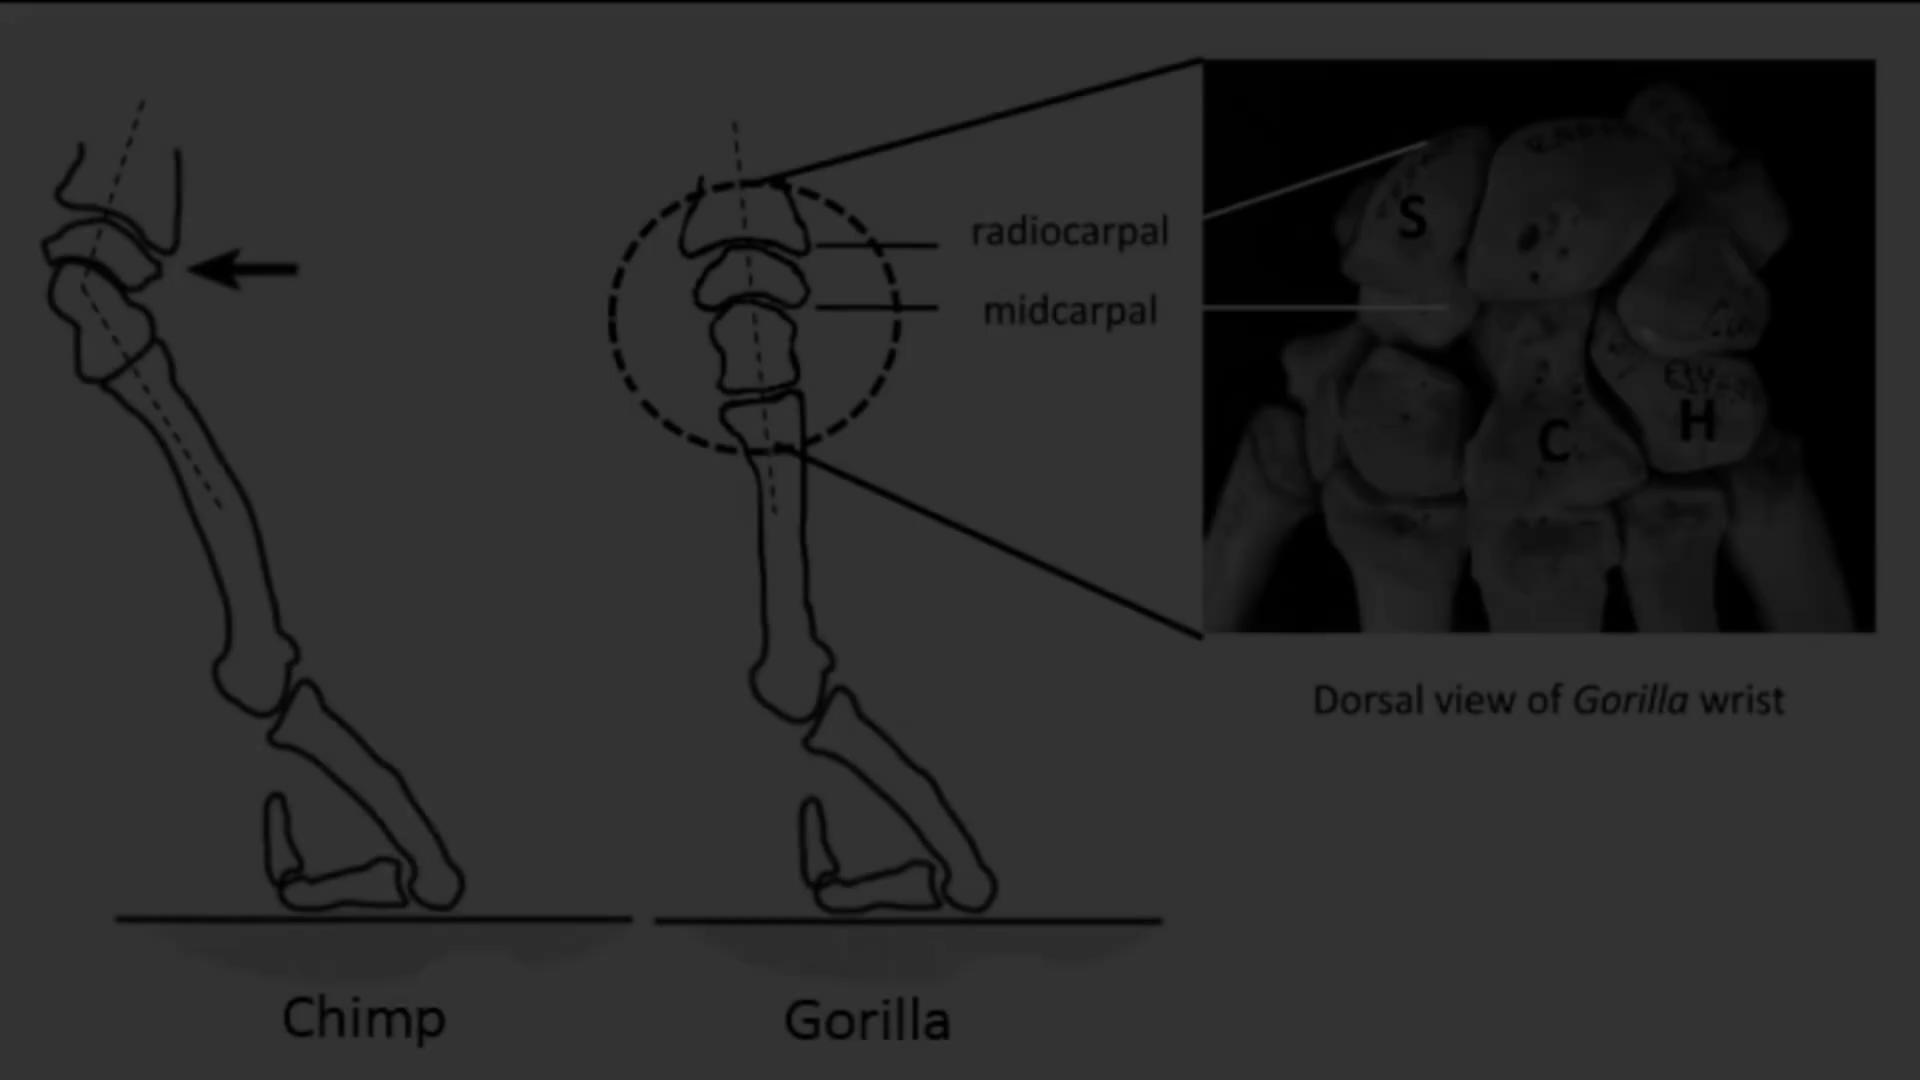 radiocarpal
midcarpal
S
C
H
Dorsal view of Gorilla wrist
Chimp
Gorilla